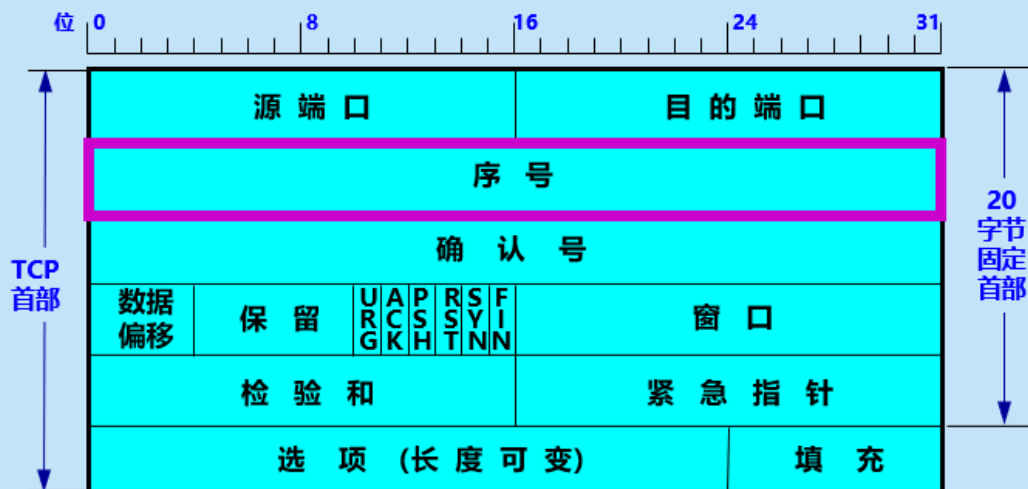 位 0 8 16 24 31
源 端 口 目 的 端 口
序 号
确 认 号
数据
偏移
保 留
URG
ACK
PSH
RST
SYN
FIN
窗 口
检 验 和 紧 急 指 针
选 项 (长 度 可 变) 填 充
TCP
首部
20
字节
固定
首部